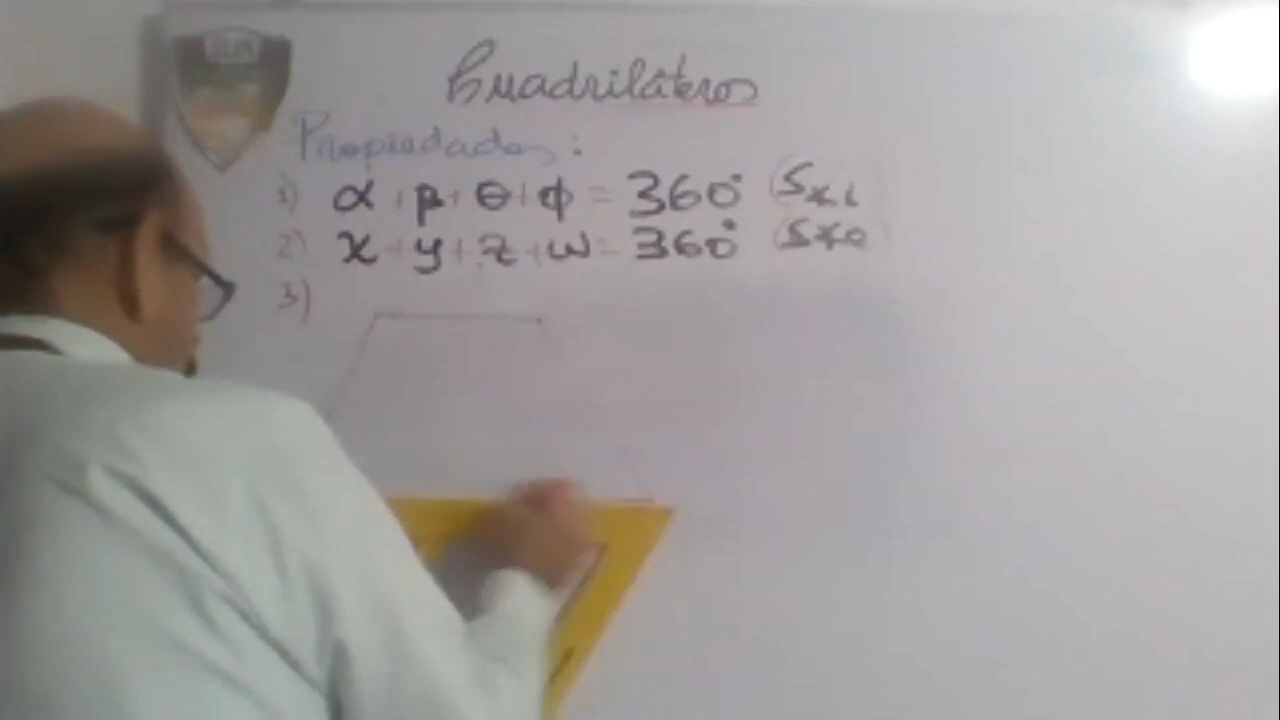 Cuadriláteros
Propiedades:
1) α + β + θ + ϕ = 360° (S∡i
2) x + y + z + w = 360° (S∡e
3)